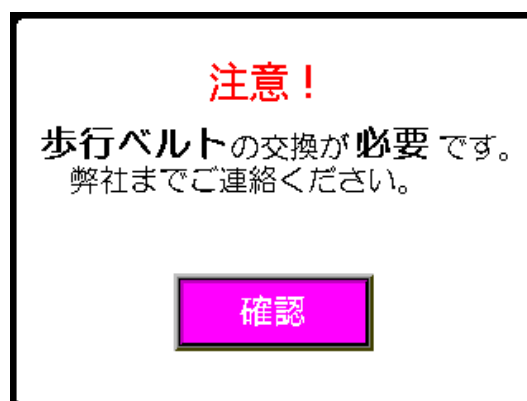 注意！
歩行ベルトの交換が必要です。
弊社までご連絡ください。
確認